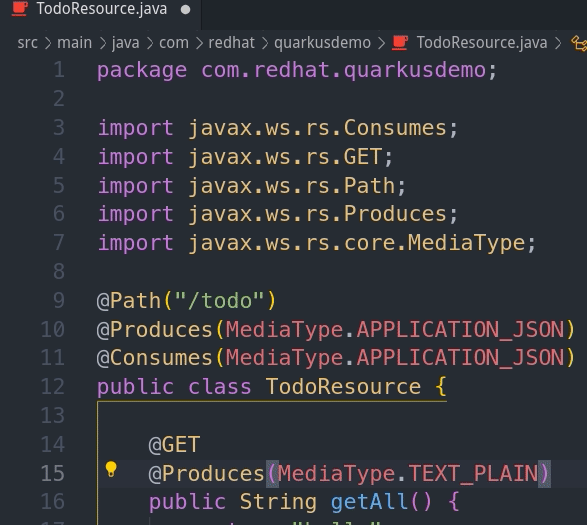 TodoResource.java
src > main > java > com > redhat > quarkusdemo > TodoResource.java >
1 package com.redhat.quarkusdemo;
2
3 import javax.ws.rs.Consumes;
4 import javax.ws.rs.GET;
5 import javax.ws.rs.Path;
6 import javax.ws.rs.Produces;
7 import javax.ws.rs.core.MediaType;
8
9 @Path("/todo")
10 @Produces(MediaType.APPLICATION_JSON)
11 @Consumes(MediaType.APPLICATION_JSON)
12 public class TodoResource {
13
14 @GET
15 @Produces(MediaType.TEXT_PLAIN)
16 public String getAll() {